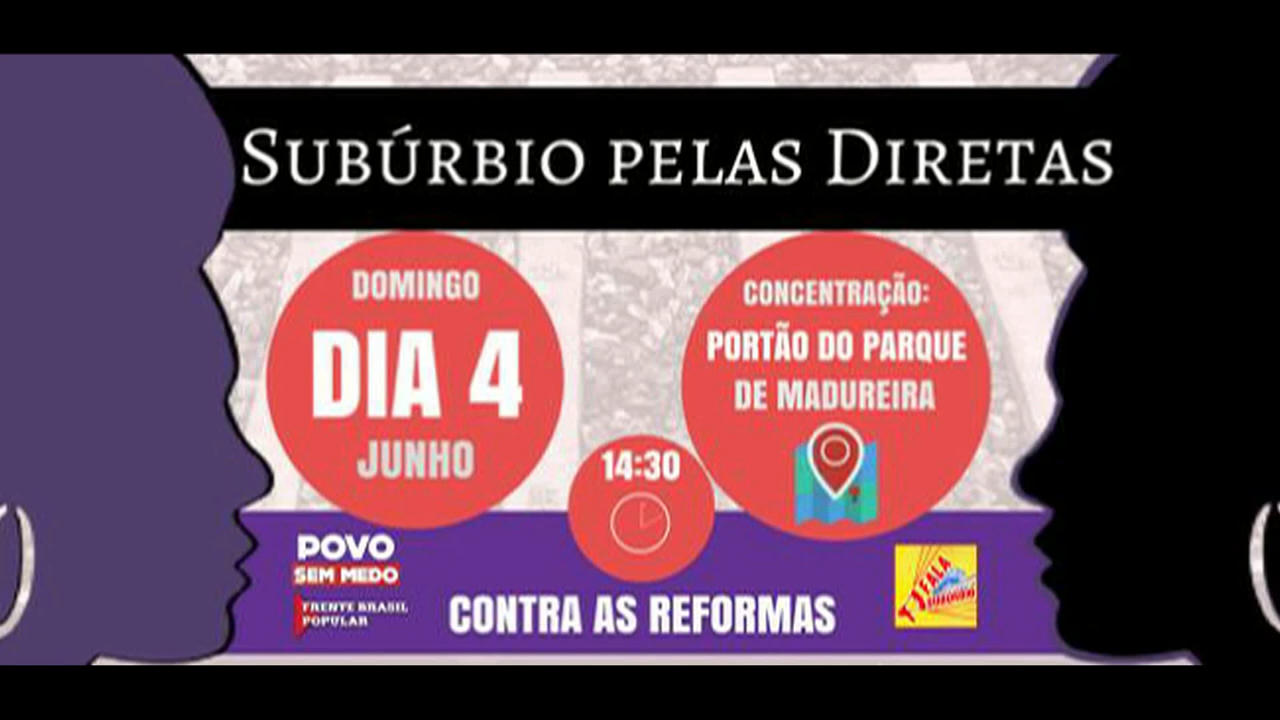 SUBÚRBIO PELAS DIRETAS
DOMINGO
DIA 4
JUNHO
CONCENTRAÇÃO:
PORTÃO DO PARQUE
DE MADUREIRA
14:30
POVO
SEM MEDO
FRENTE BRASIL
POPULAR
CONTRA AS REFORMAS
FALA